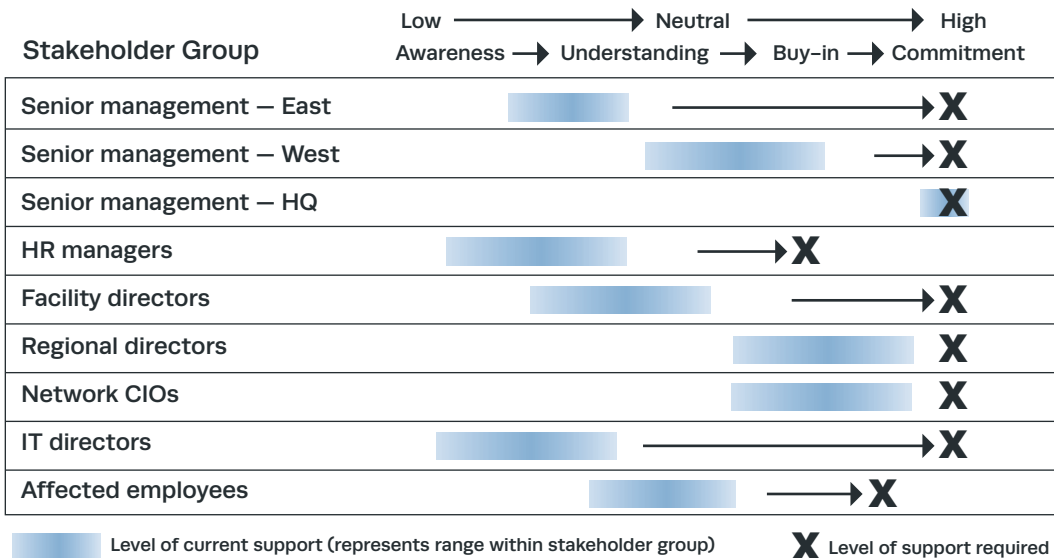 Low Neutral High
Stakeholder Group Awareness Understanding Buy-in Commitment
Senior management — East X
Senior management — West X
Senior management — HQ X
HR managers X
Facility directors X
Regional directors X
Network CIOs X
IT directors X
Affected employees X
Level of current support (represents range within stakeholder group) X Level of support required